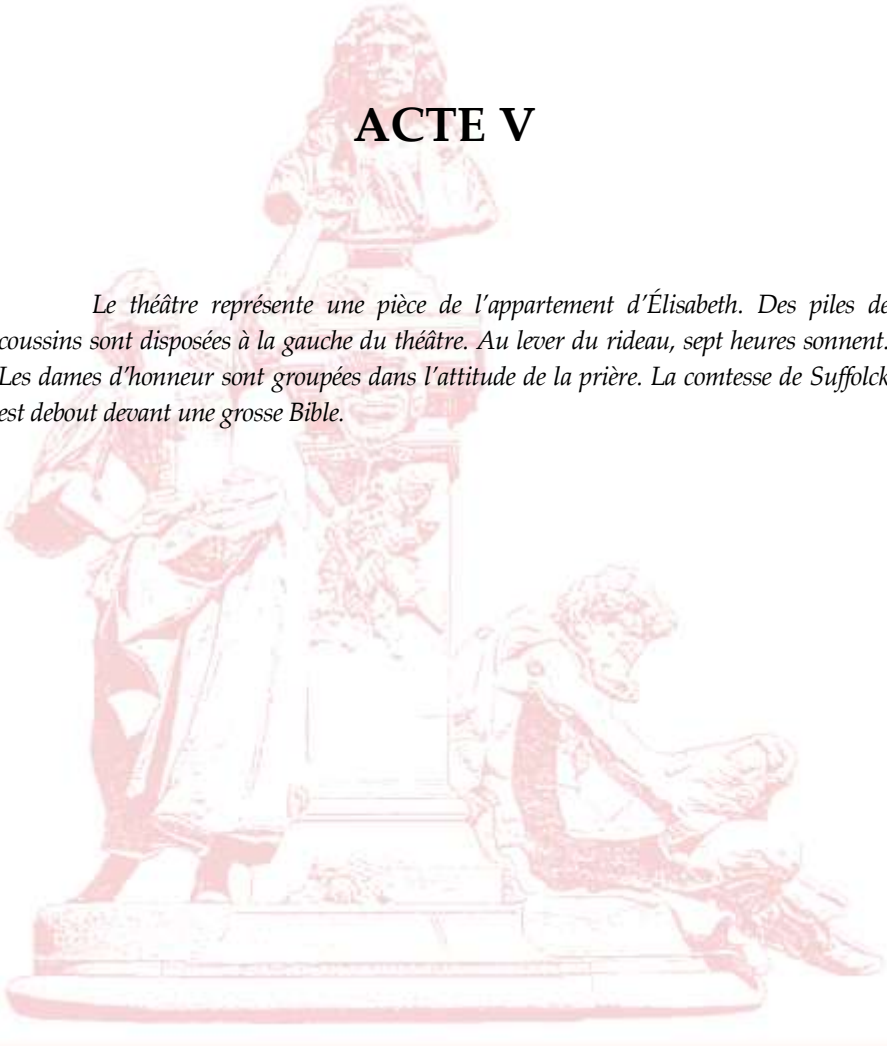 ACTE V
Le théâtre représente une pièce de l’appartement d’Élisabeth. Des piles de
coussins sont disposées à la gauche du théâtre. Au lever du rideau, sept heures sonnent.
Les dames d’honneur sont groupées dans l’attitude de la prière. La comtesse de Suffolck
est debout devant une grosse Bible.